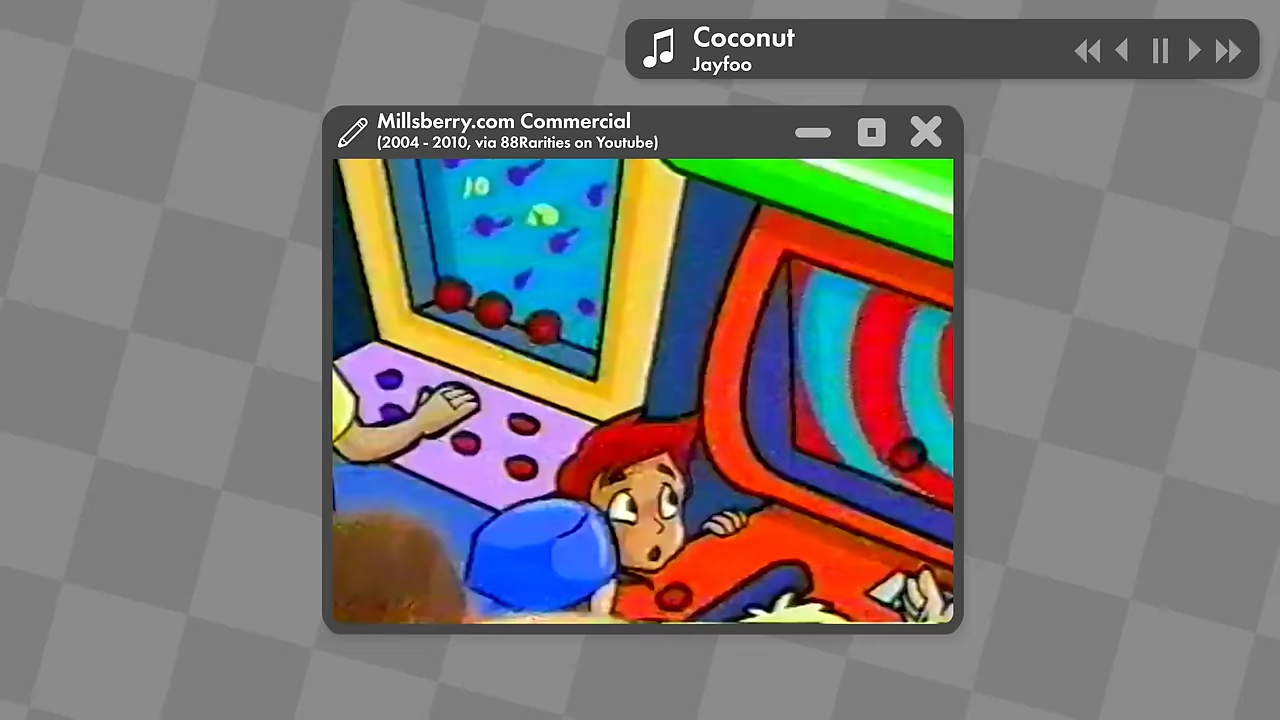 Coconut
Jayfoo
Millsberry.com Commercial
(2004 - 2010, via 88Rarities on Youtube)
10